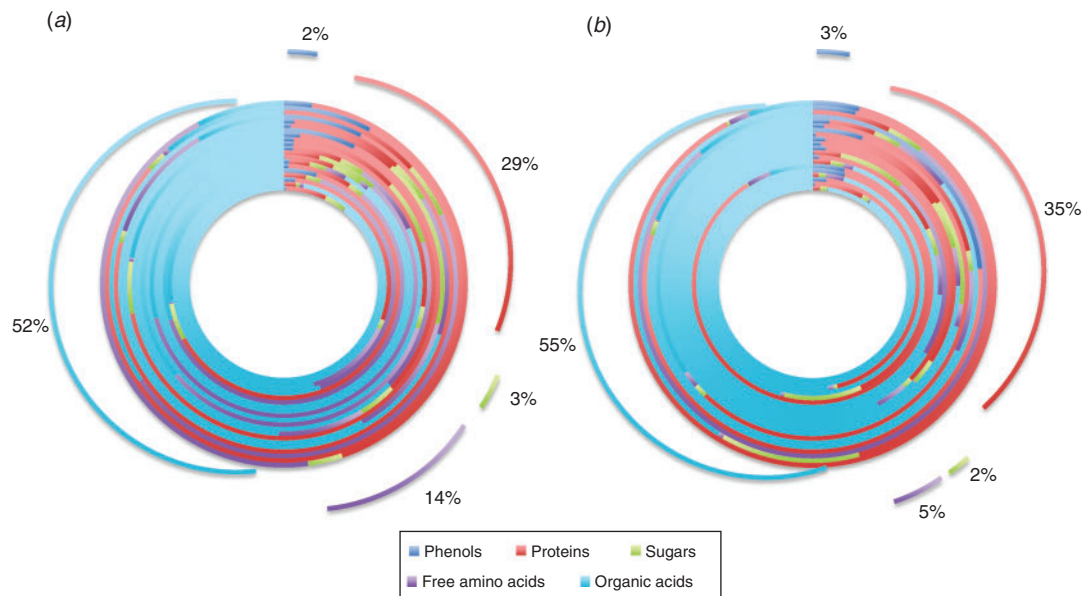 (a)
2%
29%
3%
14%
52%
(b)
3%
35%
2%
5%
55%
Phenols Proteins Sugars
Free amino acids Organic acids